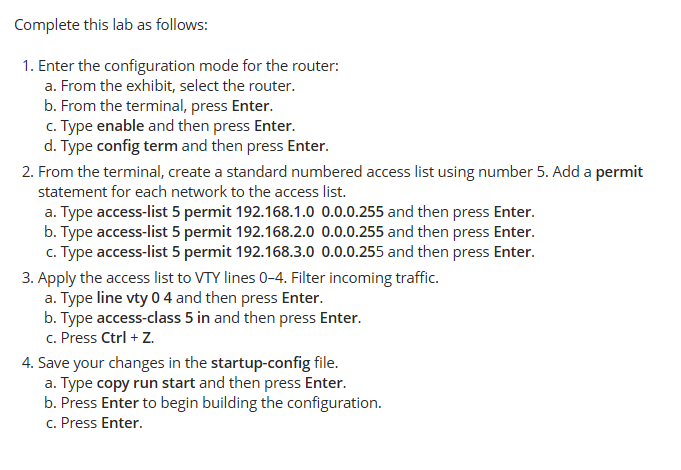 Complete this lab as follows:
1. Enter the configuration mode for the router:
a. From the exhibit, select the router.
b. From the terminal, press Enter.
c. Type enable and then press Enter.
d. Type config term and then press Enter.
2. From the terminal, create a standard numbered access list using number 5. Add a permit
statement for each network to the access list.
a. Type access-list 5 permit 192.168.1.0 0.0.0.255 and then press Enter.
b. Type access-list 5 permit 192.168.2.0 0.0.0.255 and then press Enter.
c. Type access-list 5 permit 192.168.3.0 0.0.0.255 and then press Enter.
3. Apply the access list to VTY lines 0–4. Filter incoming traffic.
a. Type line vty 0 4 and then press Enter.
b. Type access-class 5 in and then press Enter.
c. Press Ctrl + Z.
4. Save your changes in the startup-config file.
a. Type copy run start and then press Enter.
b. Press Enter to begin building the configuration.
c. Press Enter.